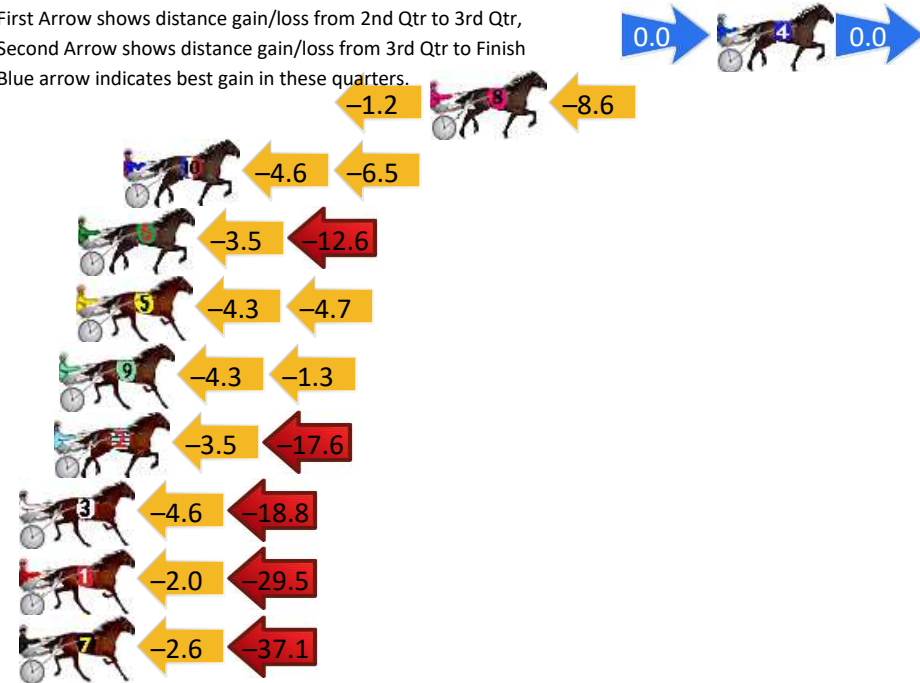 First Arrow shows distance gain/loss from 2nd Qtr to 3rd Qtr,
Second Arrow shows distance gain/loss from 3rd Qtr to Finish
Blue arrow indicates best gain in these quarters.
0.0 4 0.0
–1.2 8 –8.6
10 –4.6 –6.5
6 –3.5 –12.6
5 –4.3 –4.7
9 –4.3 –1.3
2 –3.5 –17.6
3 –4.6 –18.8
1 –2.0 –29.5
7 –2.6 –37.1